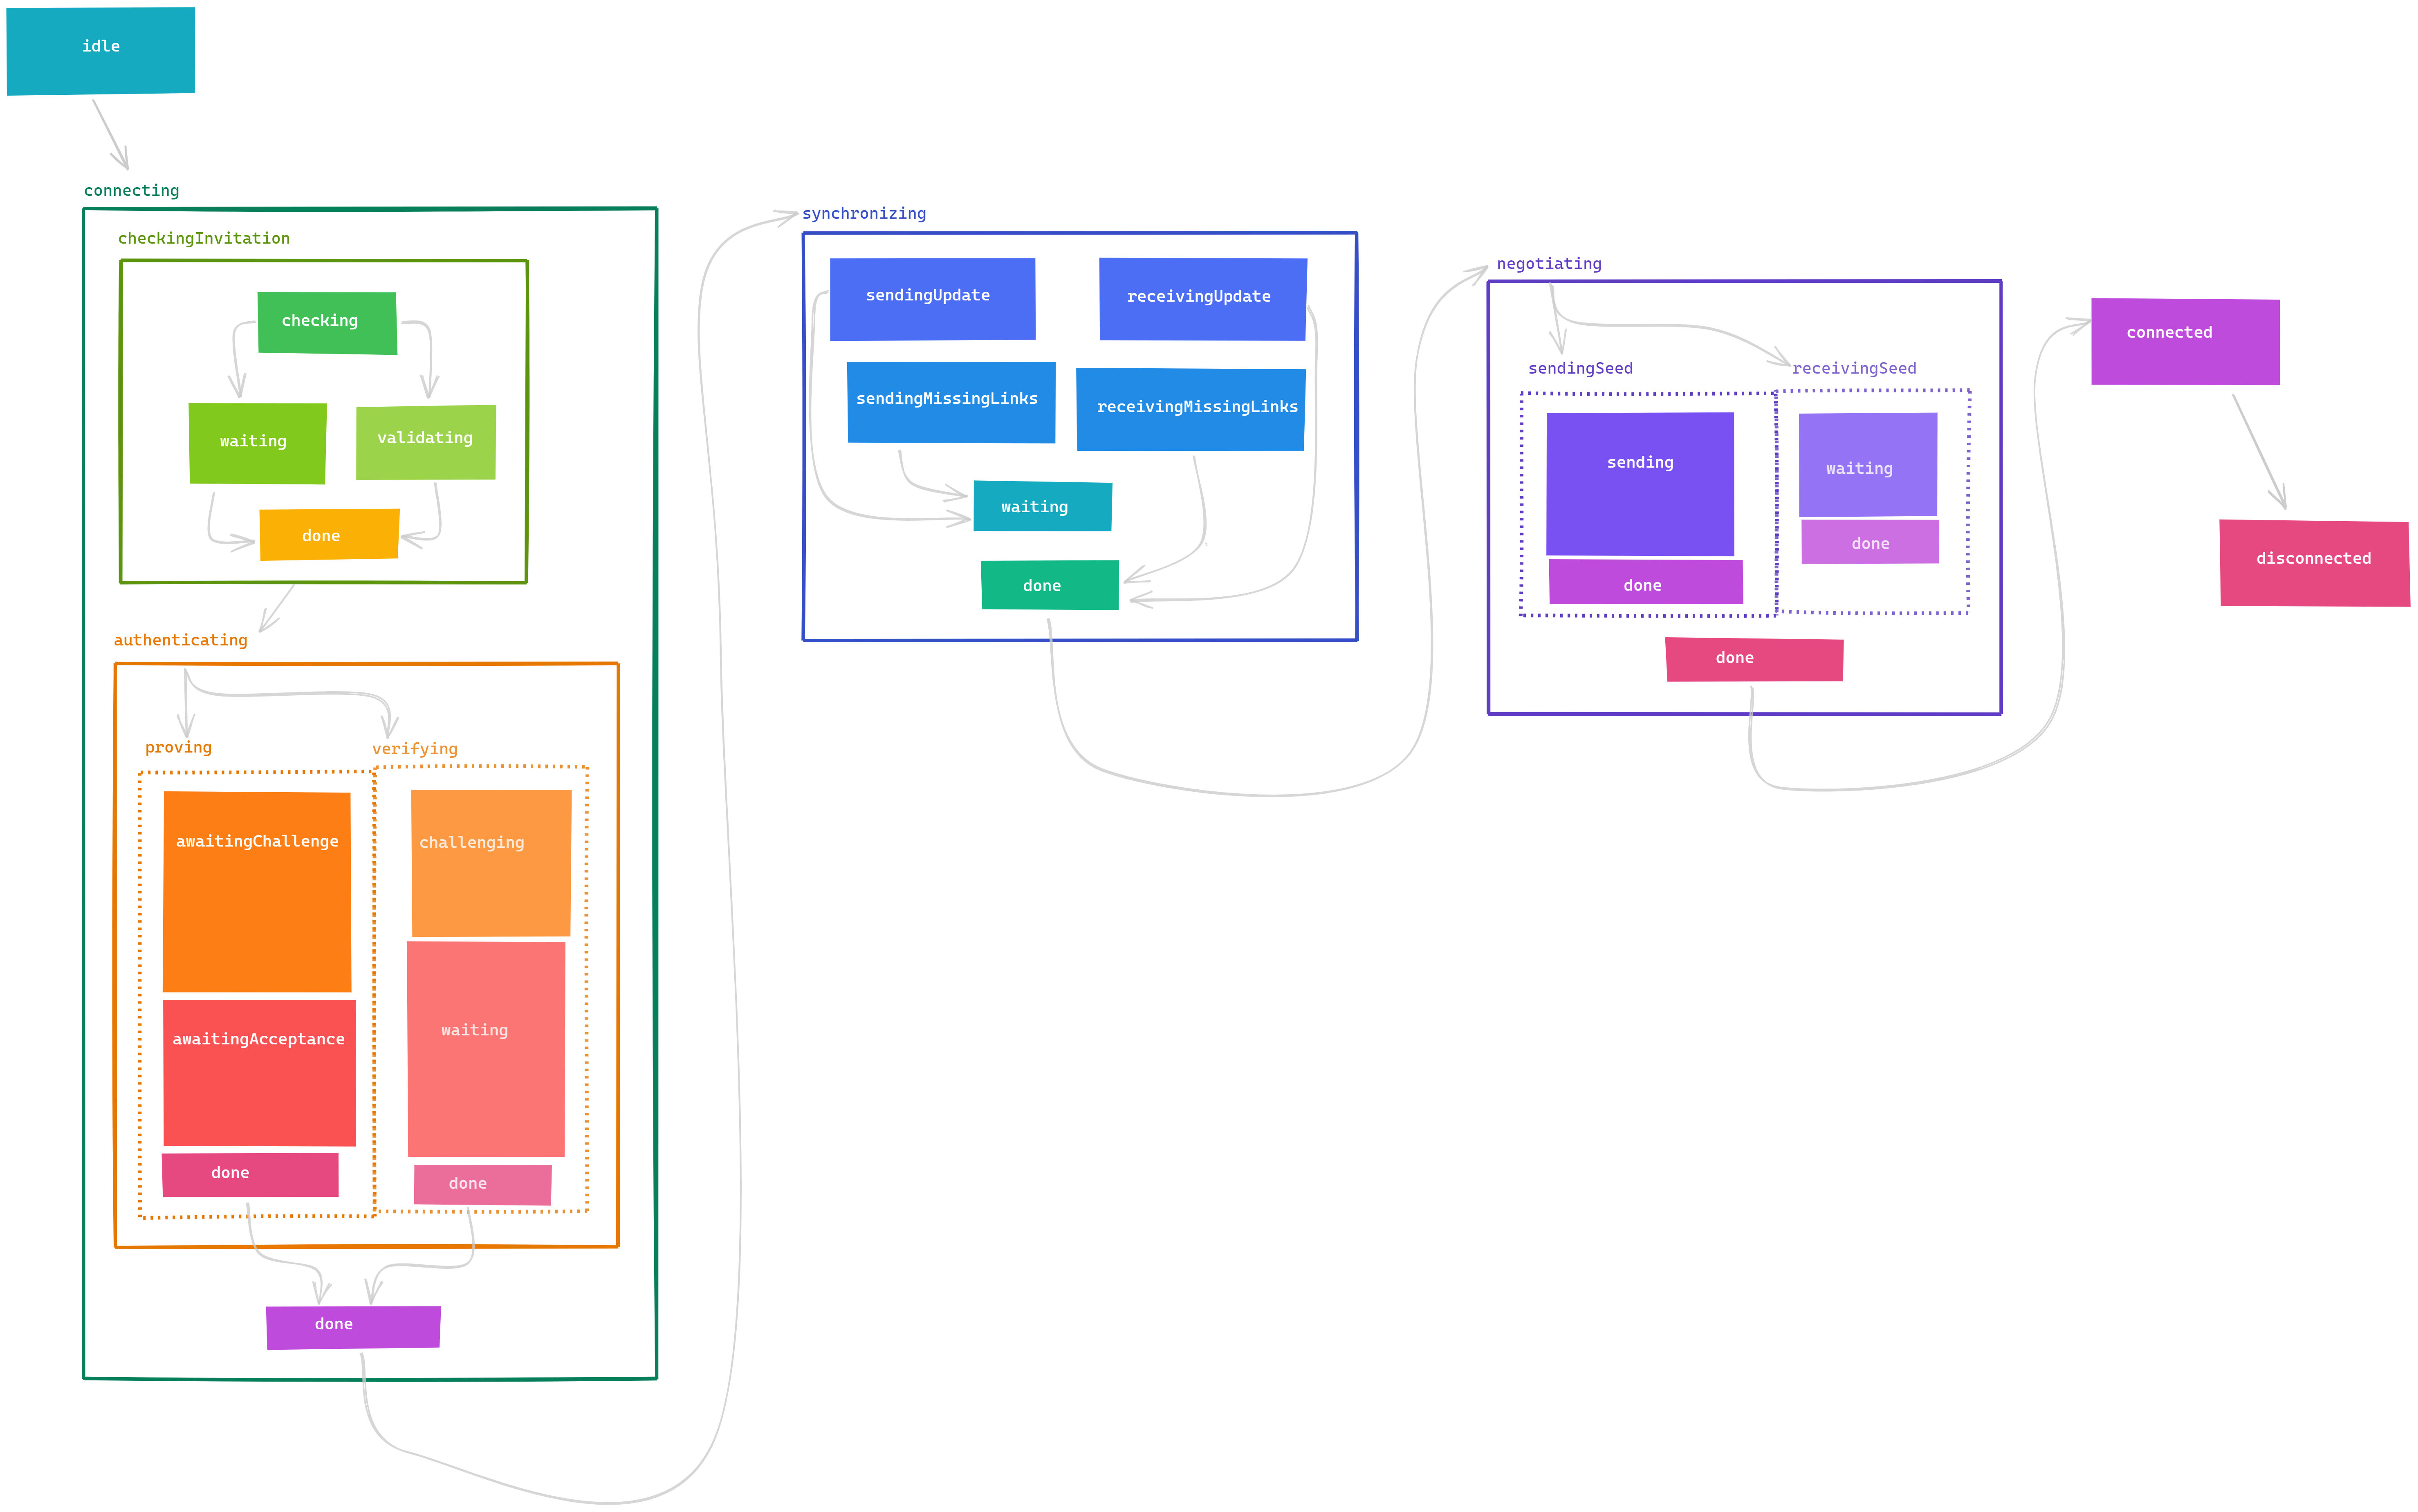 idle
connecting
checkingInvitation
checking
waiting
validating
done
authenticating
proving
verifying
awaitingChallenge
challenging
awaitingAcceptance
waiting
done
done
done
synchronizing
sendingUpdate
receivingUpdate
sendingMissingLinks
receivingMissingLinks
waiting
done
negotiating
sendingSeed
receivingSeed
sending
waiting
done
done
done
connected
disconnected